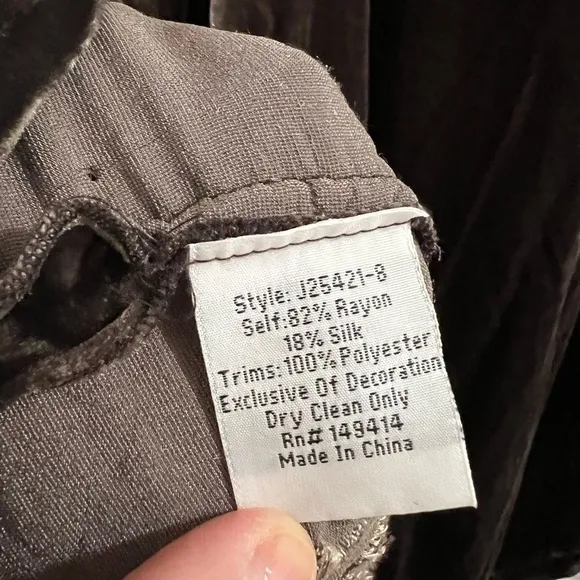 Style: J25421-8
Self:82% Rayon
18% Silk
Trims:100% Polyester
Exclusive Of Decoration
Dry Clean Only
Rn# 149414
Made In China